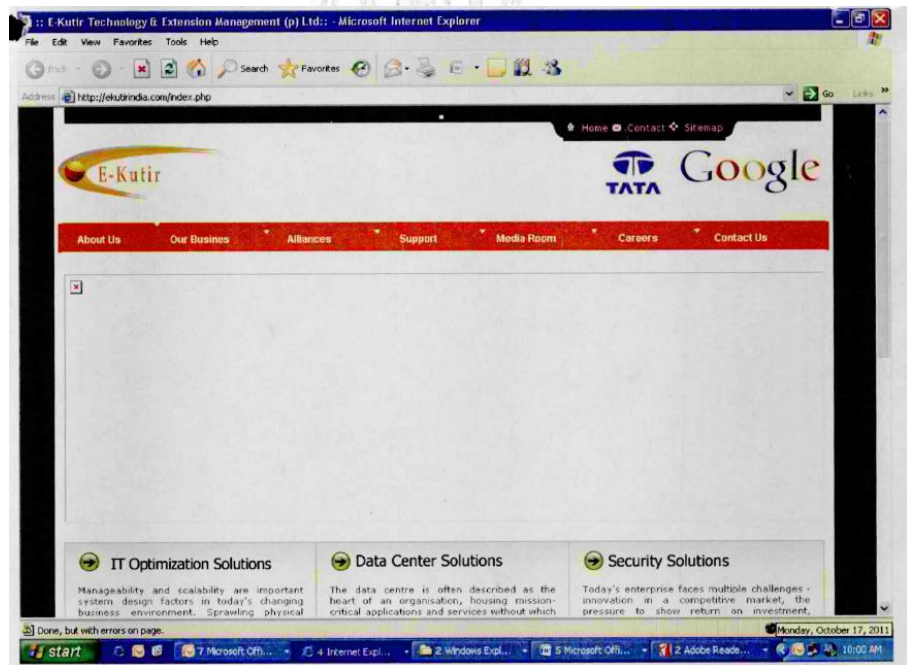 :: E-Kutir Technology & Extension Management (p) Ltd:: - Microsoft Internet Explorer
File Edit View Favorites Tools Help
Back Search Favorites
Address http://ekutirindia.com/index.php Go Links »
Home Contact Sitemap
E-Kutir TATA Google
About Us Our Busines Alliances Support Media Room Careers Contact Us
IT Optimization Solutions Data Center Solutions Security Solutions
Manageability and scalability are important The data centre is often described as the Today's enterprise faces multiple challenges -
system design factors in today's changing heart of an organisation, housing mission- innovation in a competitive market, the
business environment. Sprawling physical critical applications and services without which pressure to show return on investment,
Done, but with errors on page. Monday, October 17, 2011
start 7 Microsoft Offi... 4 Internet Expl... 2 Windows Expl... 5 Microsoft Offi... 2 Adobe Reade... 10:00 AM